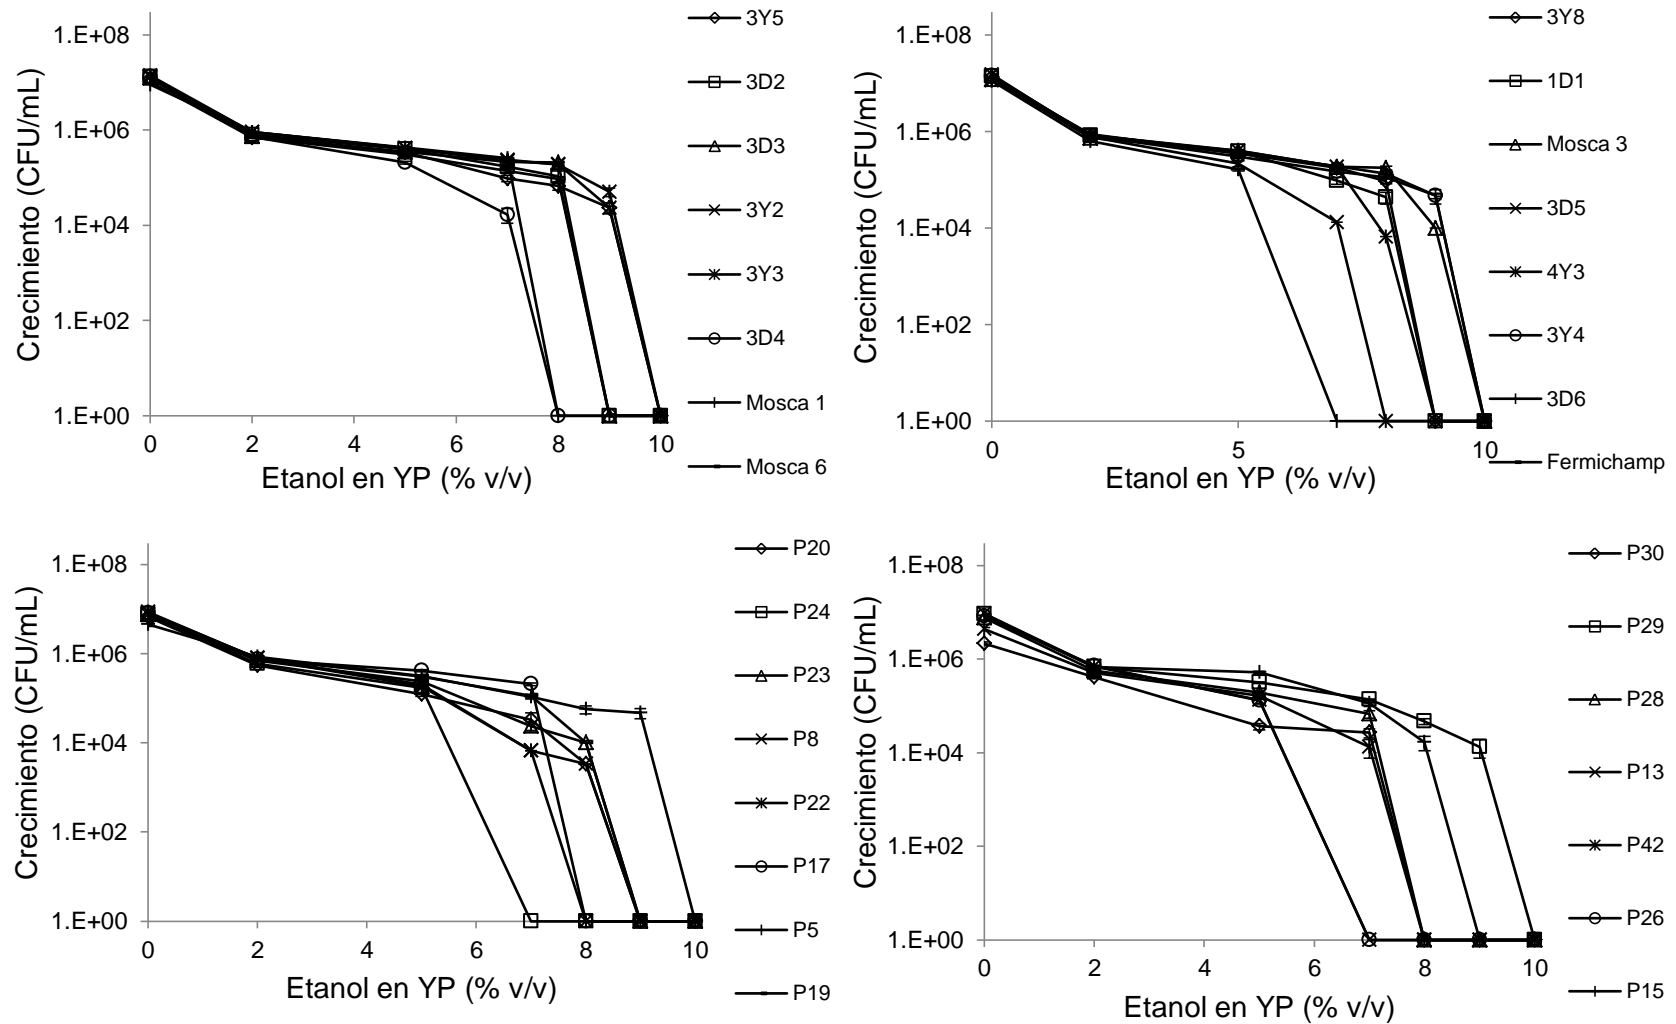 Crecimiento (CFU/mL)
1.E+08
1.E+06
1.E+04
1.E+02
1.E+00
0
2
4
6
8
10
Etanol en YP (% v/v)
3Y5
3D2
3D3
3Y2
3Y3
3D4
Mosca 1
Mosca 6
Crecimiento (CFU/mL)
1.E+08
1.E+06
1.E+04
1.E+02
1.E+00
0
5
10
Etanol en YP (% v/v)
3Y8
1D1
Mosca 3
3D5
4Y3
3Y4
3D6
Fermichamp
Crecimiento (CFU/mL)
1.E+08
1.E+06
1.E+04
1.E+02
1.E+00
0
2
4
6
8
10
Etanol en YP (% v/v)
P20
P24
P23
P8
P22
P17
P5
P19
Crecimiento (CFU/mL)
1.E+08
1.E+06
1.E+04
1.E+02
1.E+00
0
2
4
6
8
10
Etanol en YP (% v/v)
P30
P29
P28
P13
P42
P26
P15